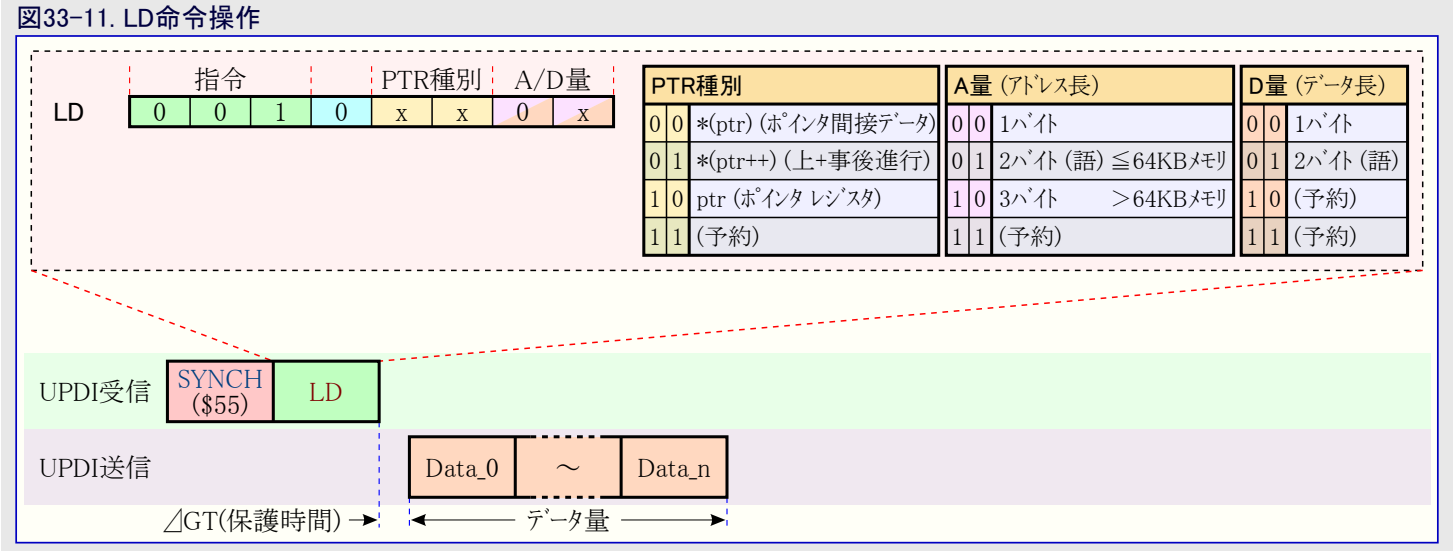 図33-11. LD命令操作
指令 PTR種別 A/D量
LD 0 0 1 0 x x 0 x
PTR種別
0 0 *(ptr) (ポインタ間接データ)
0 1 *(ptr++) (上+事後進行)
1 0 ptr (ポインタ レジスタ)
1 1 (予約)
A量 (アドレス長)
0 0 1バイト
0 1 2バイト (語) ≦64KBメモリ
1 0 3バイト >64KBメモリ
1 1 (予約)
D量 (データ長)
0 0 1バイト
0 1 2バイト (語)
1 0 (予約)
1 1 (予約)
UPDI受信
SYNCH
($55)
LD
UPDI送信
Data_0 ～ Data_n
⊿GT(保護時間)
データ量